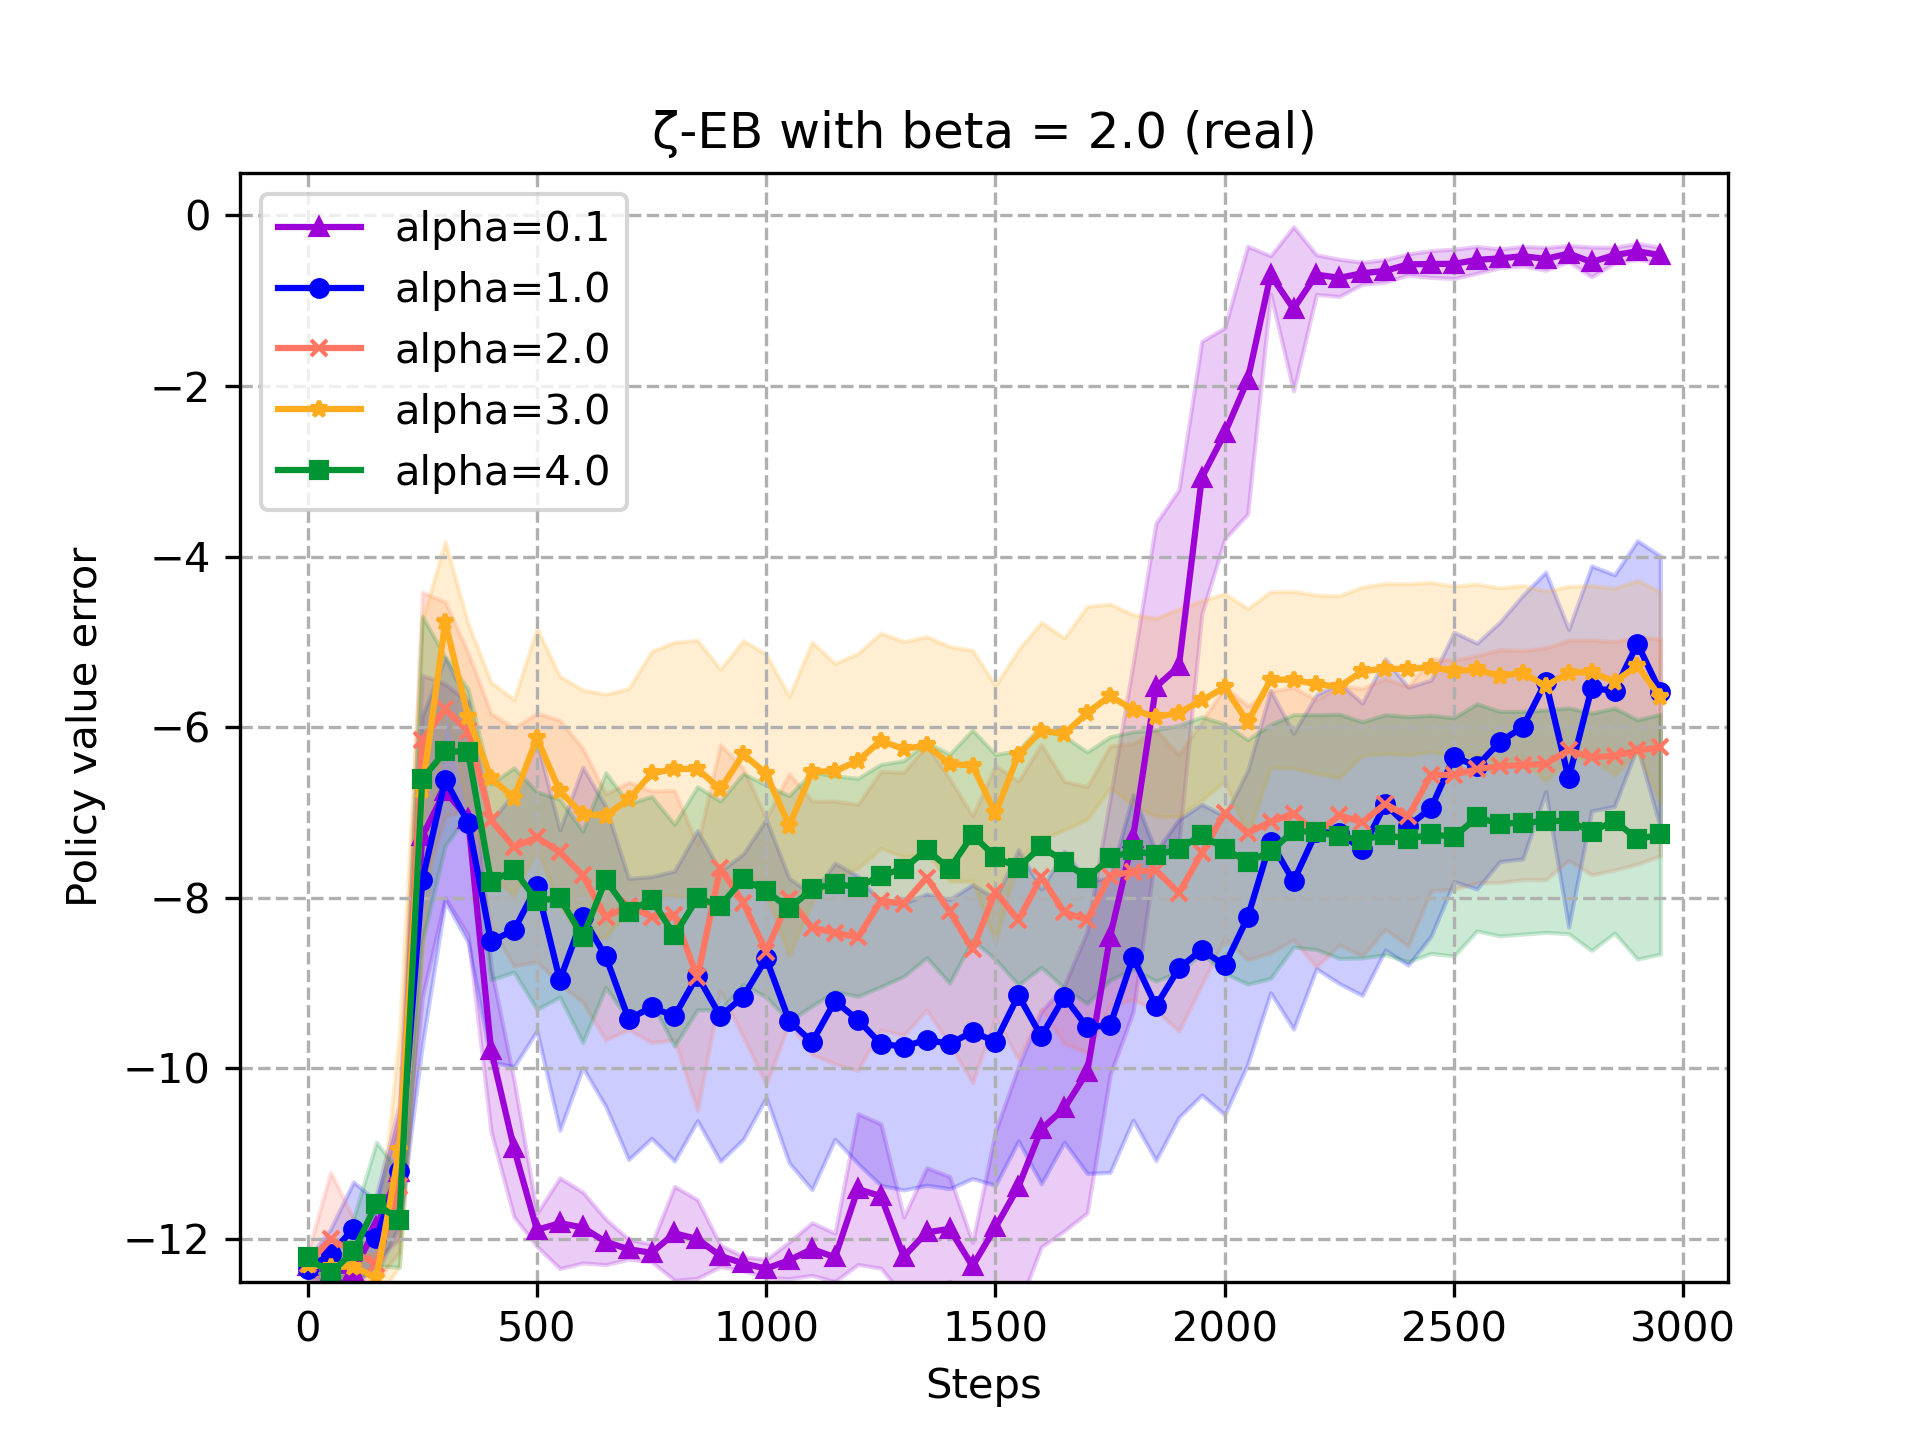 ζ-EB with beta = 2.0 (real)
alpha=0.1
alpha=1.0
alpha=2.0
alpha=3.0
alpha=4.0
Policy value error
0
−2
−4
−6
−8
−10
−12
0 500 1000 1500 2000 2500 3000
Steps